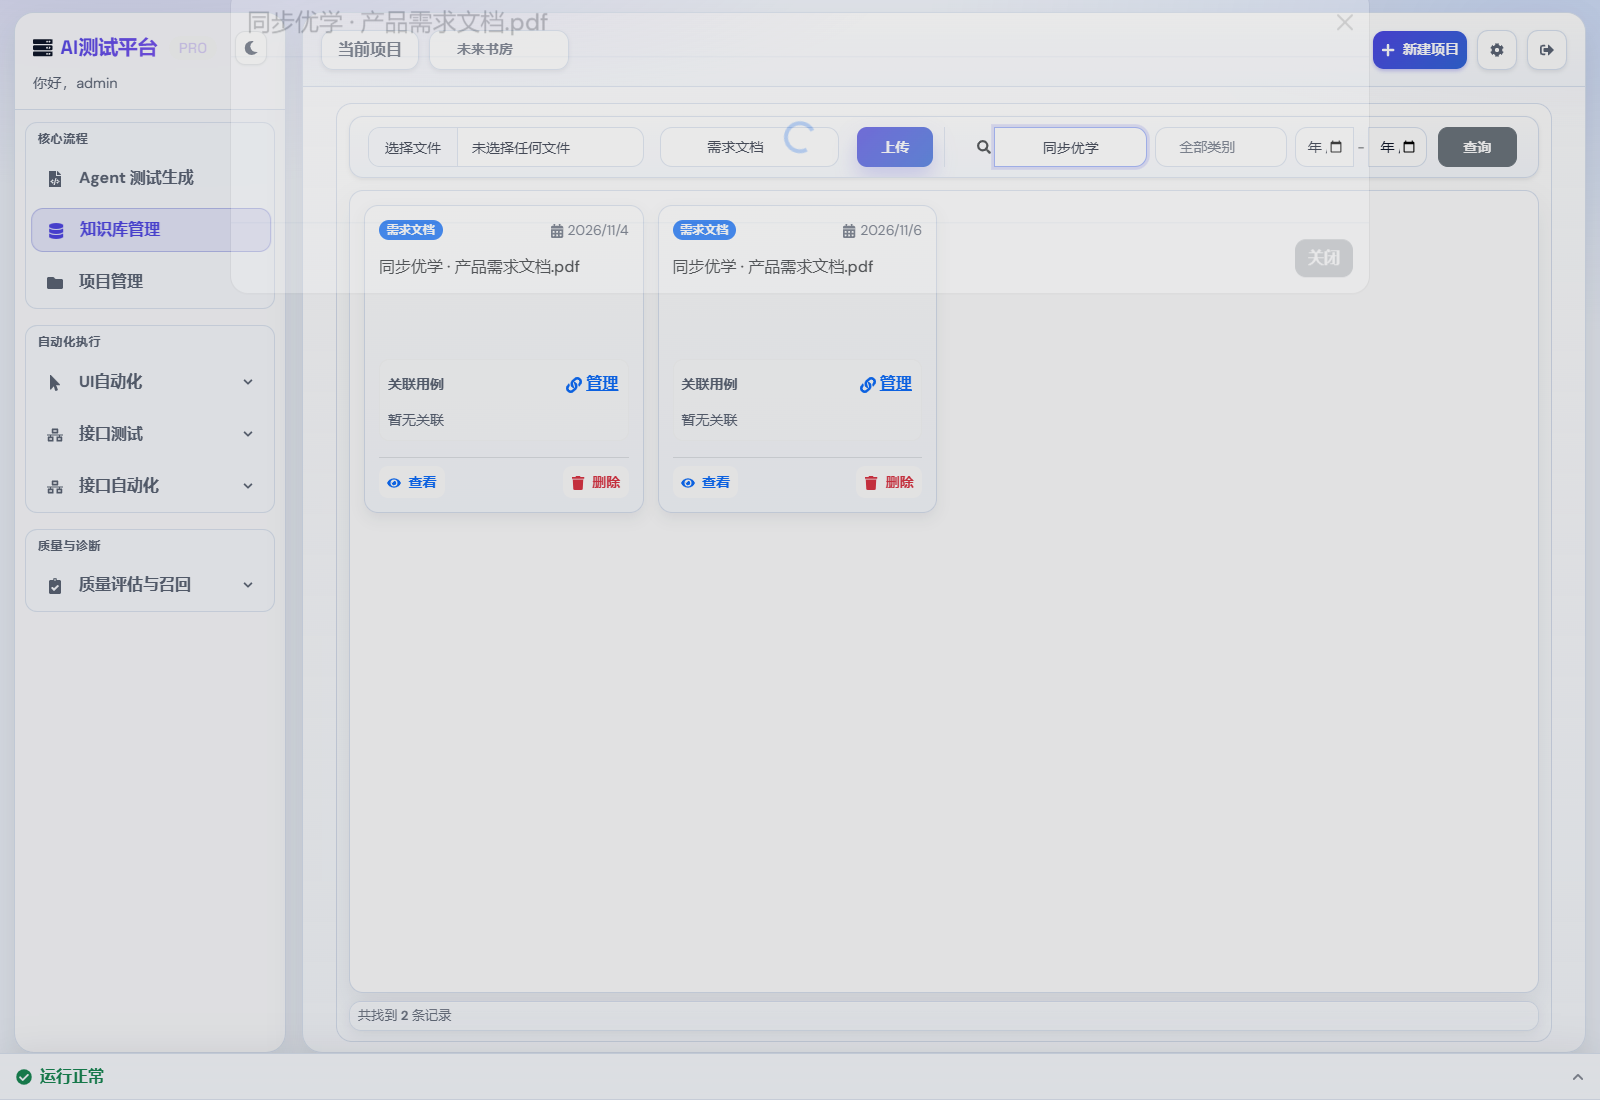 同步优学 · 产品需求文档.pdf
AI测试平台 PRO
你好，admin
当前项目 未来书房
新建项目
核心流程
Agent 测试生成
知识库管理
项目管理
自动化执行
UI自动化
接口测试
接口自动化
质量与诊断
质量评估与召回
选择文件 未选择任何文件 需求文档 上传 同步优学 全部类别 年 - 年 查询
需求文档 2026/11/4
同步优学 · 产品需求文档.pdf
关联用例 管理
暂无关联
查看 删除
需求文档 2026/11/6
同步优学 · 产品需求文档.pdf
关联用例 管理
暂无关联
查看 删除
关闭
共找到 2 条记录
运行正常